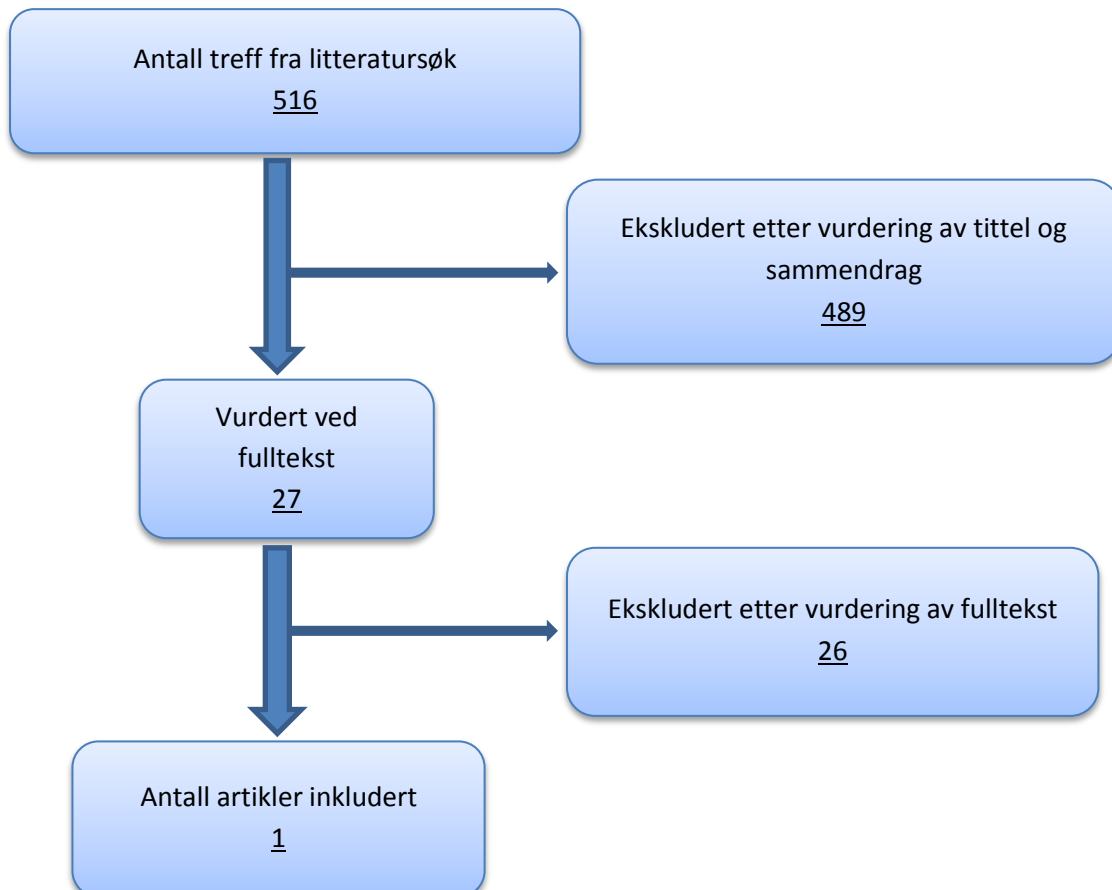 Antall treff fra litteratursøk
516
Ekskludert etter vurdering av tittel og
sammendrag
489
Vurdert ved
fulltekst
27
Ekskludert etter vurdering av fulltekst
26
Antall artikler inkludert
1